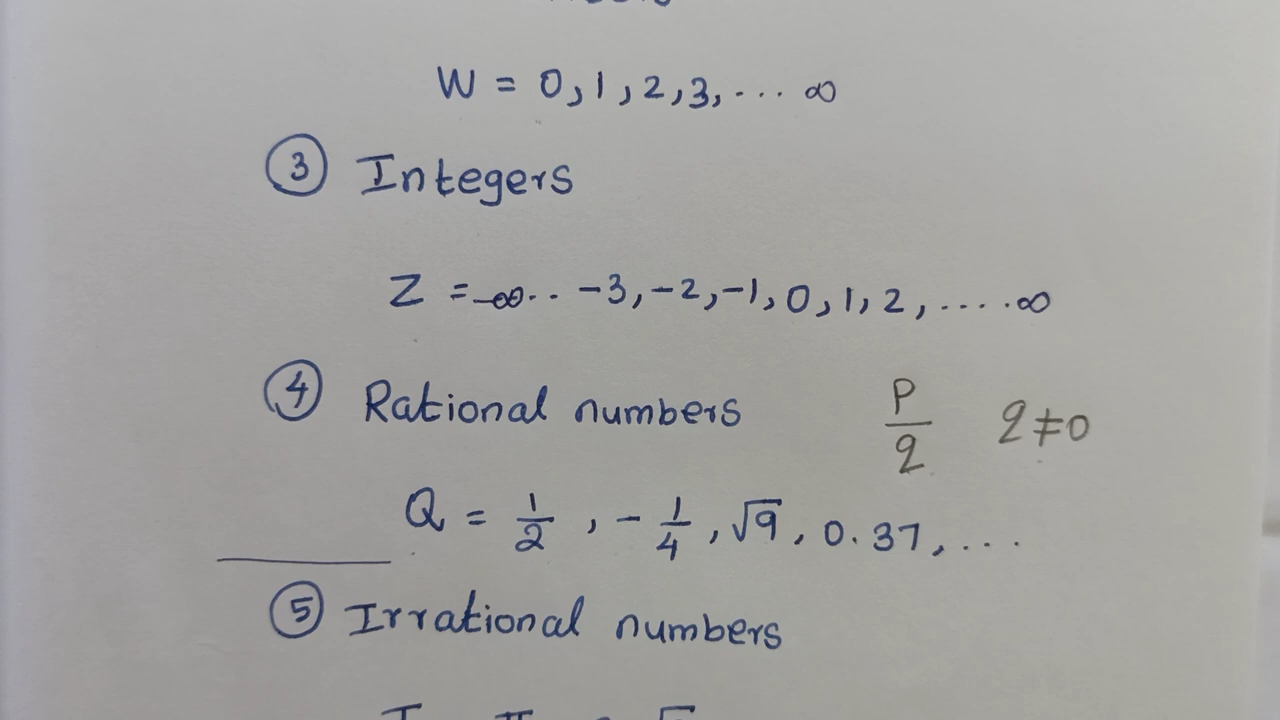 W = 0, 1, 2, 3, ... ∞
③ Integers
Z = -∞.. -3, -2, -1, 0, 1, 2, ..... ∞
④ Rational numbers P/q q≠0
Q = 1/2, -1/4, √9, 0.37, ...
⑤ Irrational numbers